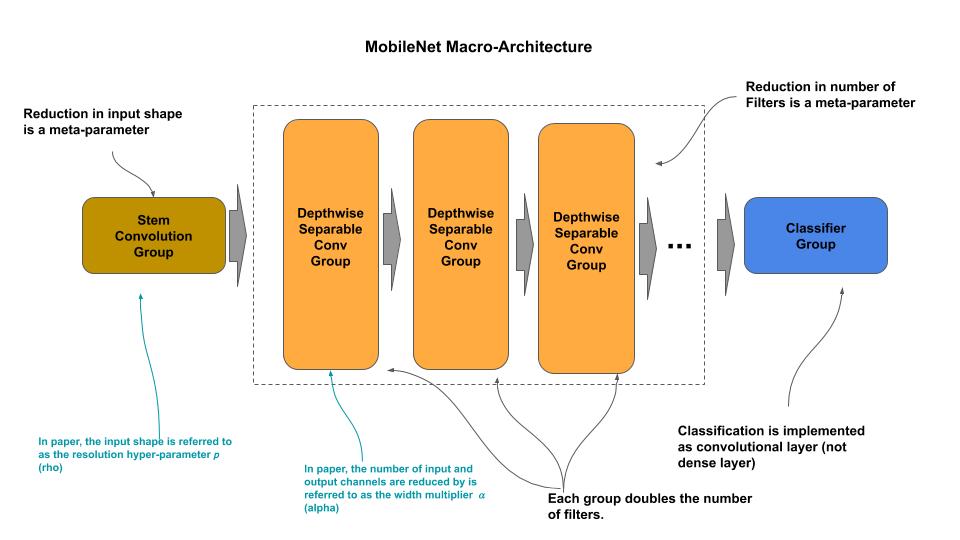 MobileNet Macro-Architecture
Reduction in number of
Filters is a meta-parameter
Reduction in input shape
is a meta-parameter
Stem
Convolution
Group
Depthwise
Separable
Conv
Group
Depthwise
Separable
Conv
Group
Depthwise
Separable
Conv
Group
...
Classifier
Group
In paper, the input shape is referred to
as the resolution hyper-parameter p
(rho)
In paper, the number of input and
output channels are reduced by is
referred to as the width multiplier α
(alpha)
Each group doubles the number
of filters.
Classification is implemented
as convolutional layer (not
dense layer)